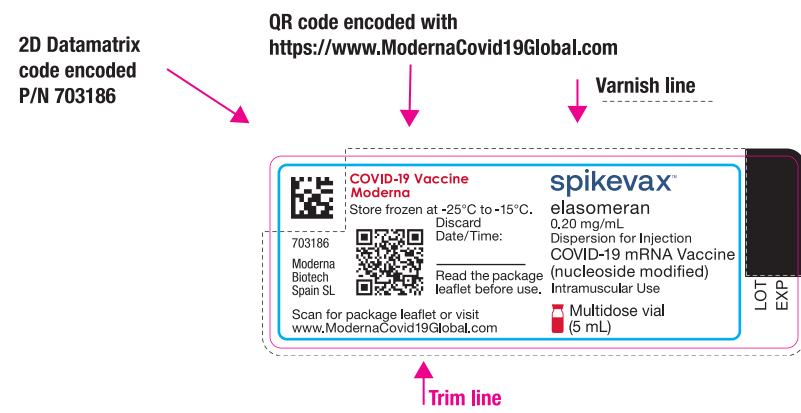 2D Datamatrix
code encoded
P/N 703186
QR code encoded with
https://www.ModernaCovid19Global.com
Varnish line
COVID-19 Vaccine
Moderna
Store frozen at -25°C to -15°C.
Discard
Date/Time:
703186
Moderna
Biotech
Spain SL
Read the package
leaflet before use.
Scan for package leaflet or visit
www.ModernaCovid19Global.com
spikevax™
elasomeran
0.20 mg/mL
Dispersion for Injection
COVID-19 mRNA Vaccine
(nucleoside modified)
Intramuscular Use
Multidose vial
(5 mL)
LOT
EXP
Trim line